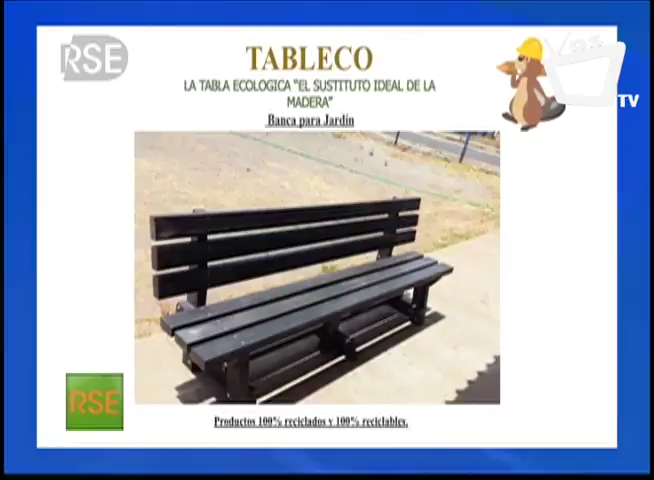 RSE
TABLECO
LA TABLA ECOLOGICA "EL SUSTITUTO IDEAL DE LA
MADERA"
Banca para Jardín
TV
RSE
Productos 100% reciclados y 100% reciclables.